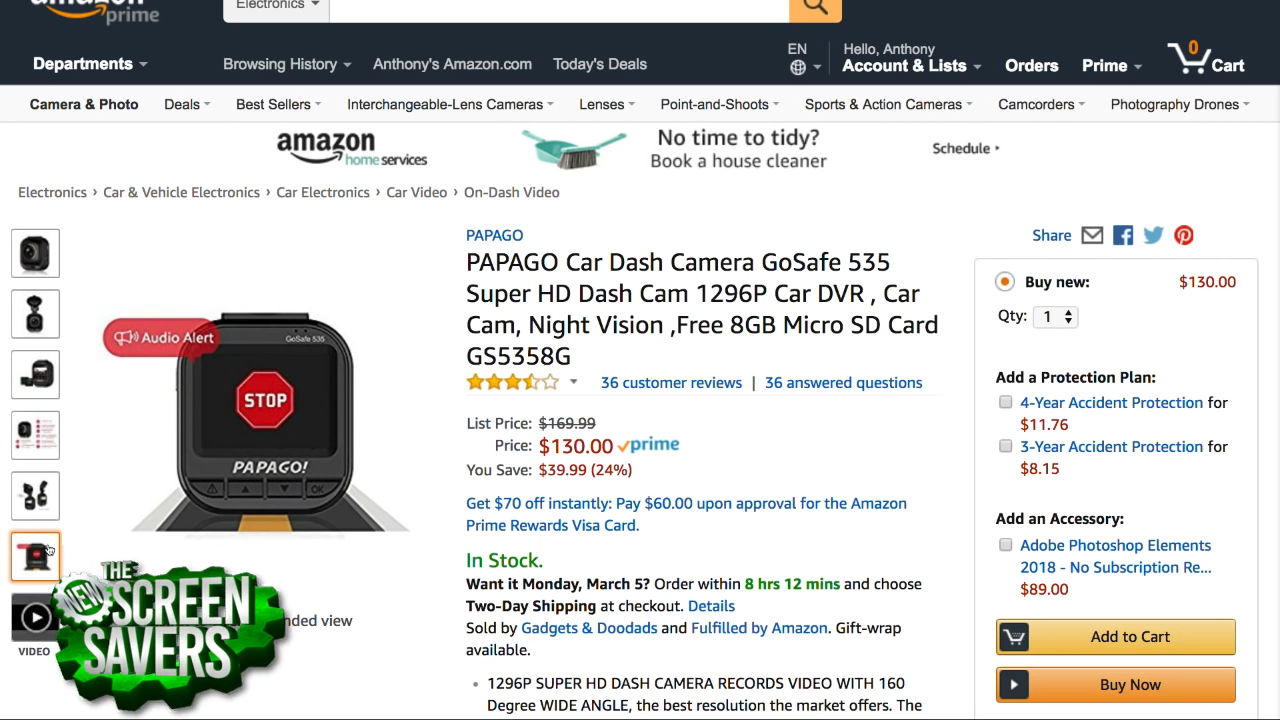 amazon
prime
Electronics
Departments
Browsing History
Anthony's Amazon.com
Today's Deals
EN
Hello, Anthony
Account & Lists
Orders
Prime
0
Cart
Camera & Photo
Deals
Best Sellers
Interchangeable-Lens Cameras
Lenses
Point-and-Shoots
Sports & Action Cameras
Camcorders
Photography Drones
amazon
home services
No time to tidy?
Book a house cleaner
Schedule
Electronics › Car & Vehicle Electronics › Car Electronics › Car Video › On-Dash Video
Audio Alert
GoSafe 535
STOP
PAPAGO!
OK
VIDEO
THE
NEW
SCREEN
SAVERS
nded view
PAPAGO
PAPAGO Car Dash Camera GoSafe 535
Super HD Dash Cam 1296P Car DVR , Car
Cam, Night Vision ,Free 8GB Micro SD Card
GS5358G
36 customer reviews | 36 answered questions
List Price: $169.99
Price: $130.00 prime
You Save: $39.99 (24%)
Get $70 off instantly: Pay $60.00 upon approval for the Amazon
Prime Rewards Visa Card.
In Stock.
Want it Monday, March 5? Order within 8 hrs 12 mins and choose
Two-Day Shipping at checkout. Details
Sold by Gadgets & Doodads and Fulfilled by Amazon. Gift-wrap
available.
• 1296P SUPER HD DASH CAMERA RECORDS VIDEO WITH 160
Degree WIDE ANGLE, the best resolution the market offers. The
Share
Buy new: $130.00
Qty: 1
Add a Protection Plan:
4-Year Accident Protection for
$11.76
3-Year Accident Protection for
$8.15
Add an Accessory:
Adobe Photoshop Elements
2018 - No Subscription Re...
$89.00
Add to Cart
Buy Now